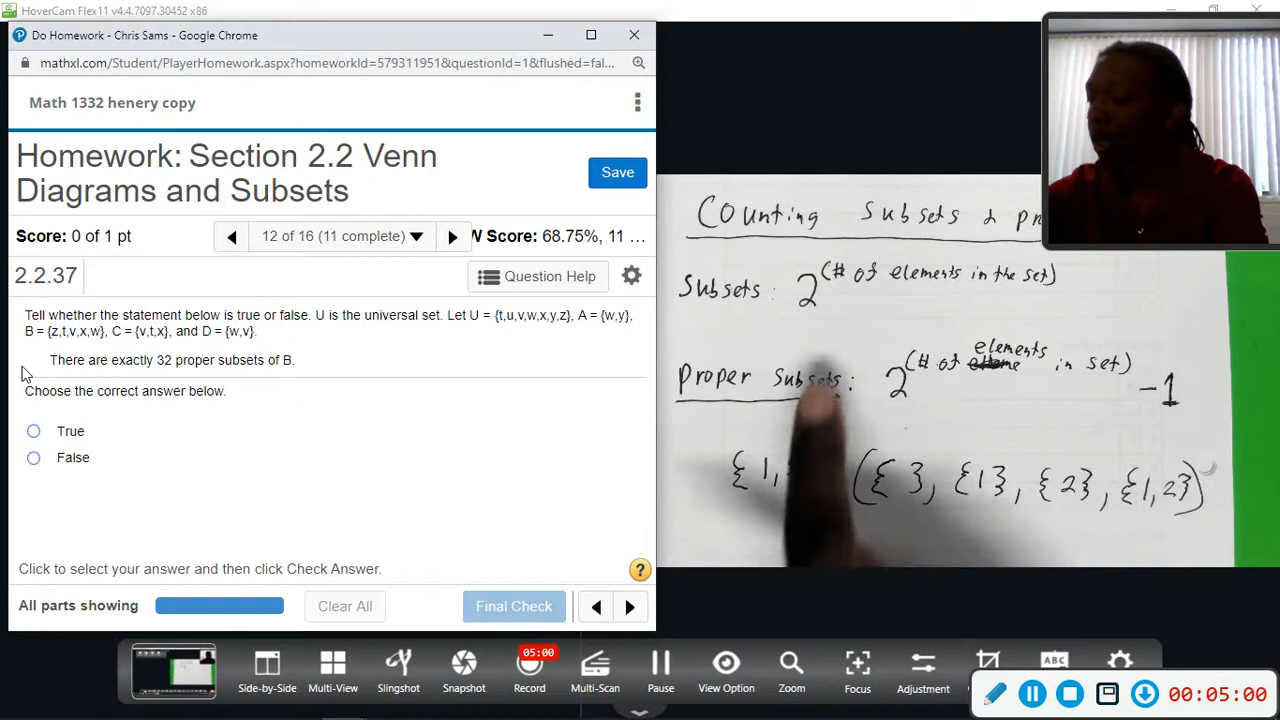 HoverCam Flex11 v4.4.7097.30452 x86
Do Homework - Chris Sams - Google Chrome
mathxl.com/Student/PlayerHomework.aspx?homeworkId=579311951&questionId=1&flushed=fal...
Math 1332 henery copy
Homework: Section 2.2 Venn
Diagrams and Subsets
Save
Score: 0 of 1 pt
12 of 16 (11 complete)
W Score: 68.75%, 11 ...
2.2.37
Question Help
Tell whether the statement below is true or false. U is the universal set. Let U = {t,u,v,w,x,y,z}, A = {w,y},
B = {z,t,v,x,w}, C = {v,t,x}, and D = {w,v}.
There are exactly 32 proper subsets of B.
Choose the correct answer below.
True
False
Click to select your answer and then click Check Answer.
?
All parts showing
Clear All
Final Check
Counting Subsets &
Subsets: 2(# of elements in the set)
Proper Subsets: 2(# of elements in set) -1
{1, ({ }, {1}, {2}, {1,2})
05:00
ABC
Side-by-Side Multi-View Slingshot Snapshot Record Multi-Scan Pause View Option Zoom Focus Adjustment
00:05:00